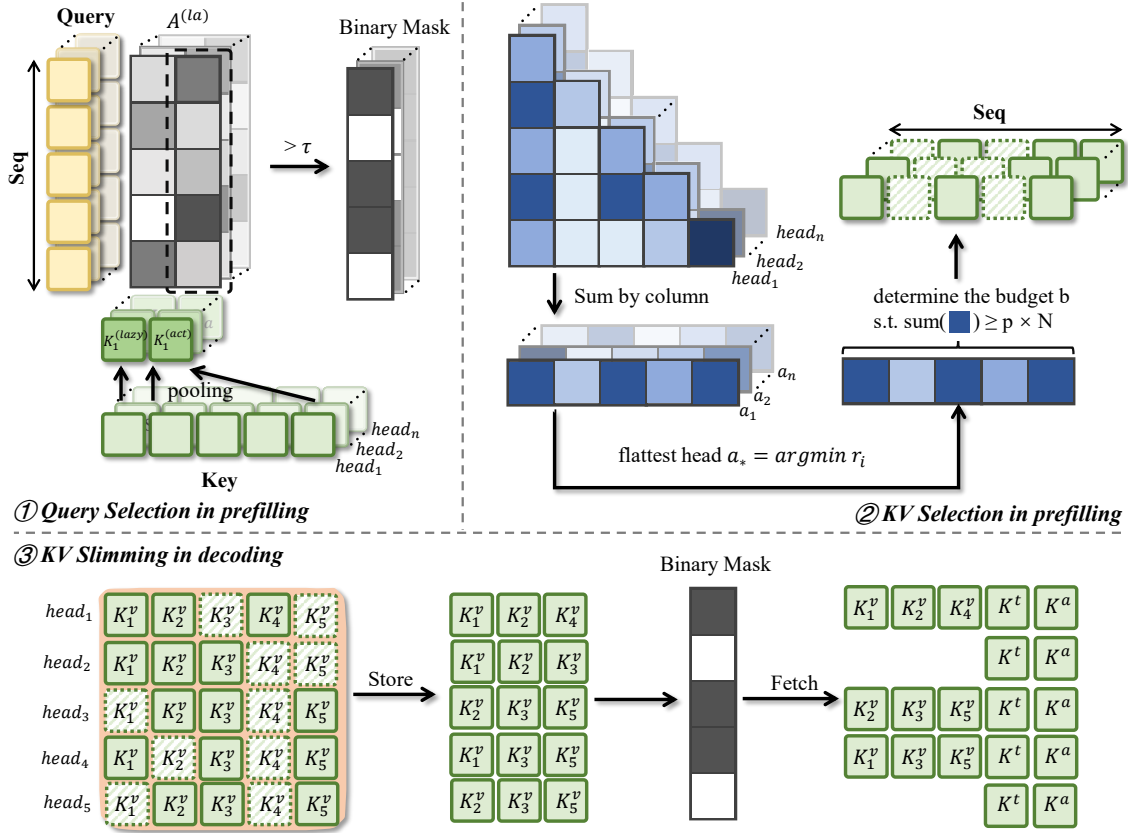 Query
A^(la)
Binary Mask
Seq
> τ
K_1^(lazy) K_1^(act)
a
pooling
s
head_n
head_2
head_1
Key
① Query Selection in prefilling
head_n
head_2
head_1
Sum by column
a_n
a_2
a_1
flattest head a_* = argmin r_i
Seq
determine the budget b
s.t. sum( ) ≥ p × N
② KV Selection in prefilling
③ KV Slimming in decoding
head_1 K_1^v K_2^v K_3^v K_4^v K_5^v
head_2 K_1^v K_2^v K_3^v K_4^v K_5^v
head_3 K_1^v K_2^v K_3^v K_4^v K_5^v
head_4 K_1^v K_2^v K_3^v K_4^v K_5^v
head_5 K_1^v K_2^v K_3^v K_4^v K_5^v
Store
K_1^v K_2^v K_4^v
K_1^v K_2^v K_3^v
K_2^v K_3^v K_5^v
K_1^v K_3^v K_5^v
K_2^v K_3^v K_5^v
Binary Mask
Fetch
K_1^v K_2^v K_4^v K^t K^a
K^t K^a
K_2^v K_3^v K_5^v K^t K^a
K_1^v K_3^v K_5^v K^t K^a
K^t K^a